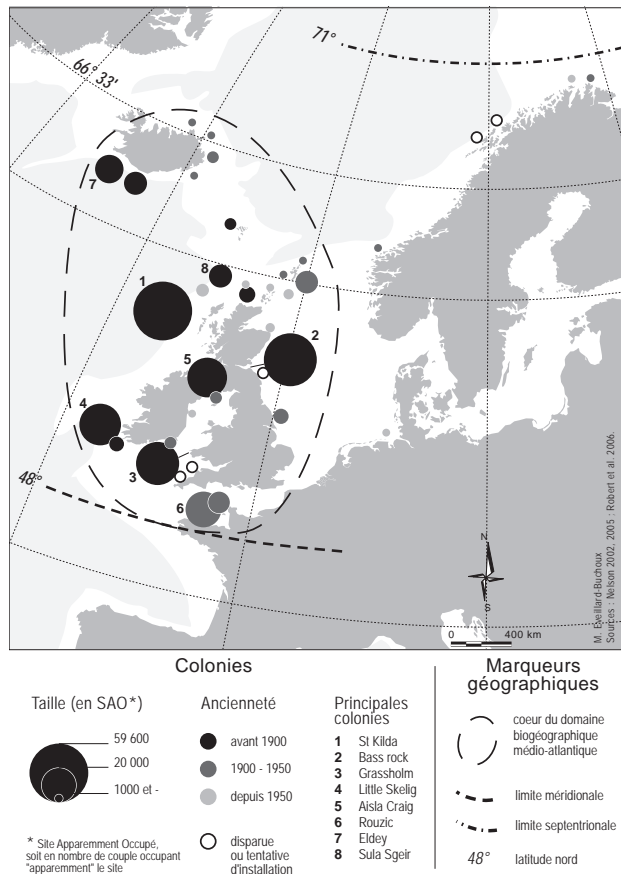 71°
66° 33'
7
8
1
2
5
4
3
48°
6
N
S
0 400 km
M. Eveillard-Buchoux
Sources : Nelson 2002, 2005 ; Robert et al. 2006.
Colonies
Taille (en SAO*)
59 600
20 000
1000 et -
* Site Apparemment Occupé,
soit en nombre de couple occupant
"apparemment" le site
Ancienneté
avant 1900
1900 - 1950
depuis 1950
disparue
ou tentative
d'installation
Principales
colonies
1 St Kilda
2 Bass rock
3 Grassholm
4 Little Skelig
5 Aisla Craig
6 Rouzic
7 Eldey
8 Sula Sgeir
Marqueurs
géographiques
coeur du domaine
biogéographique
médio-atlantique
limite méridionale
limite septentrionale
48° latitude nord